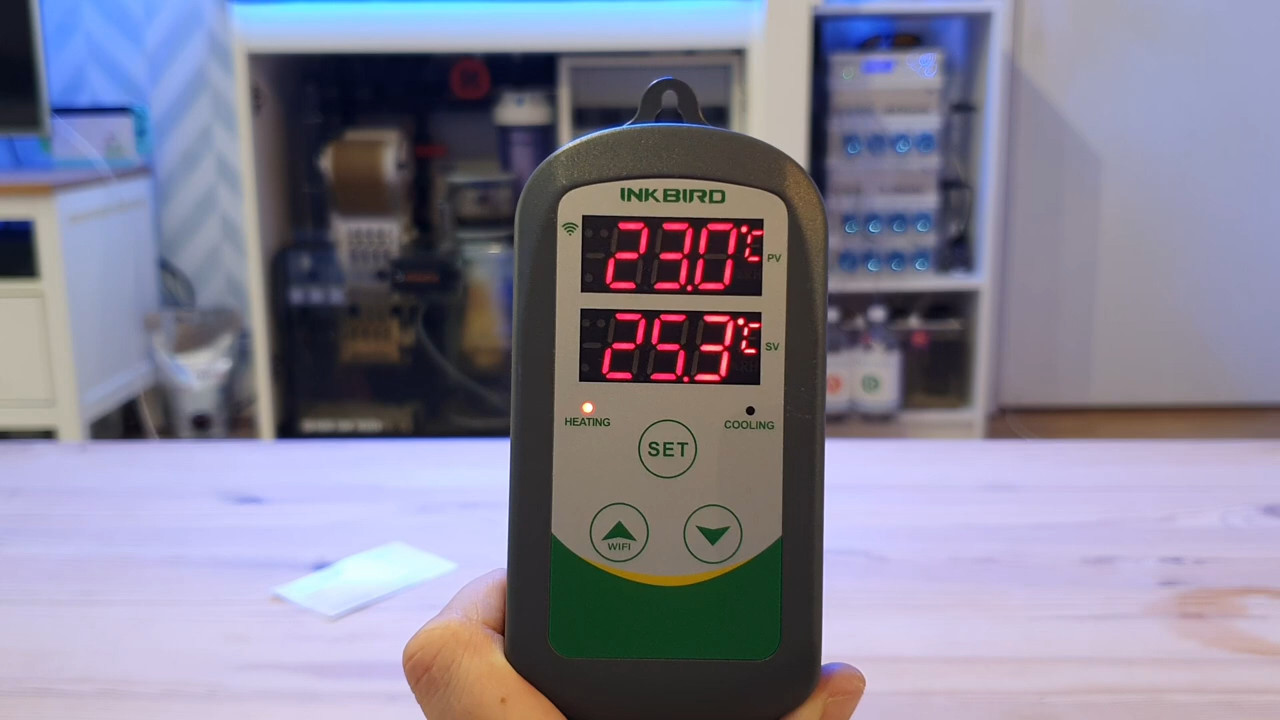 INKBIRD
23.0°C PV
25.3°C SV
HEATING COOLING
SET
WIFI